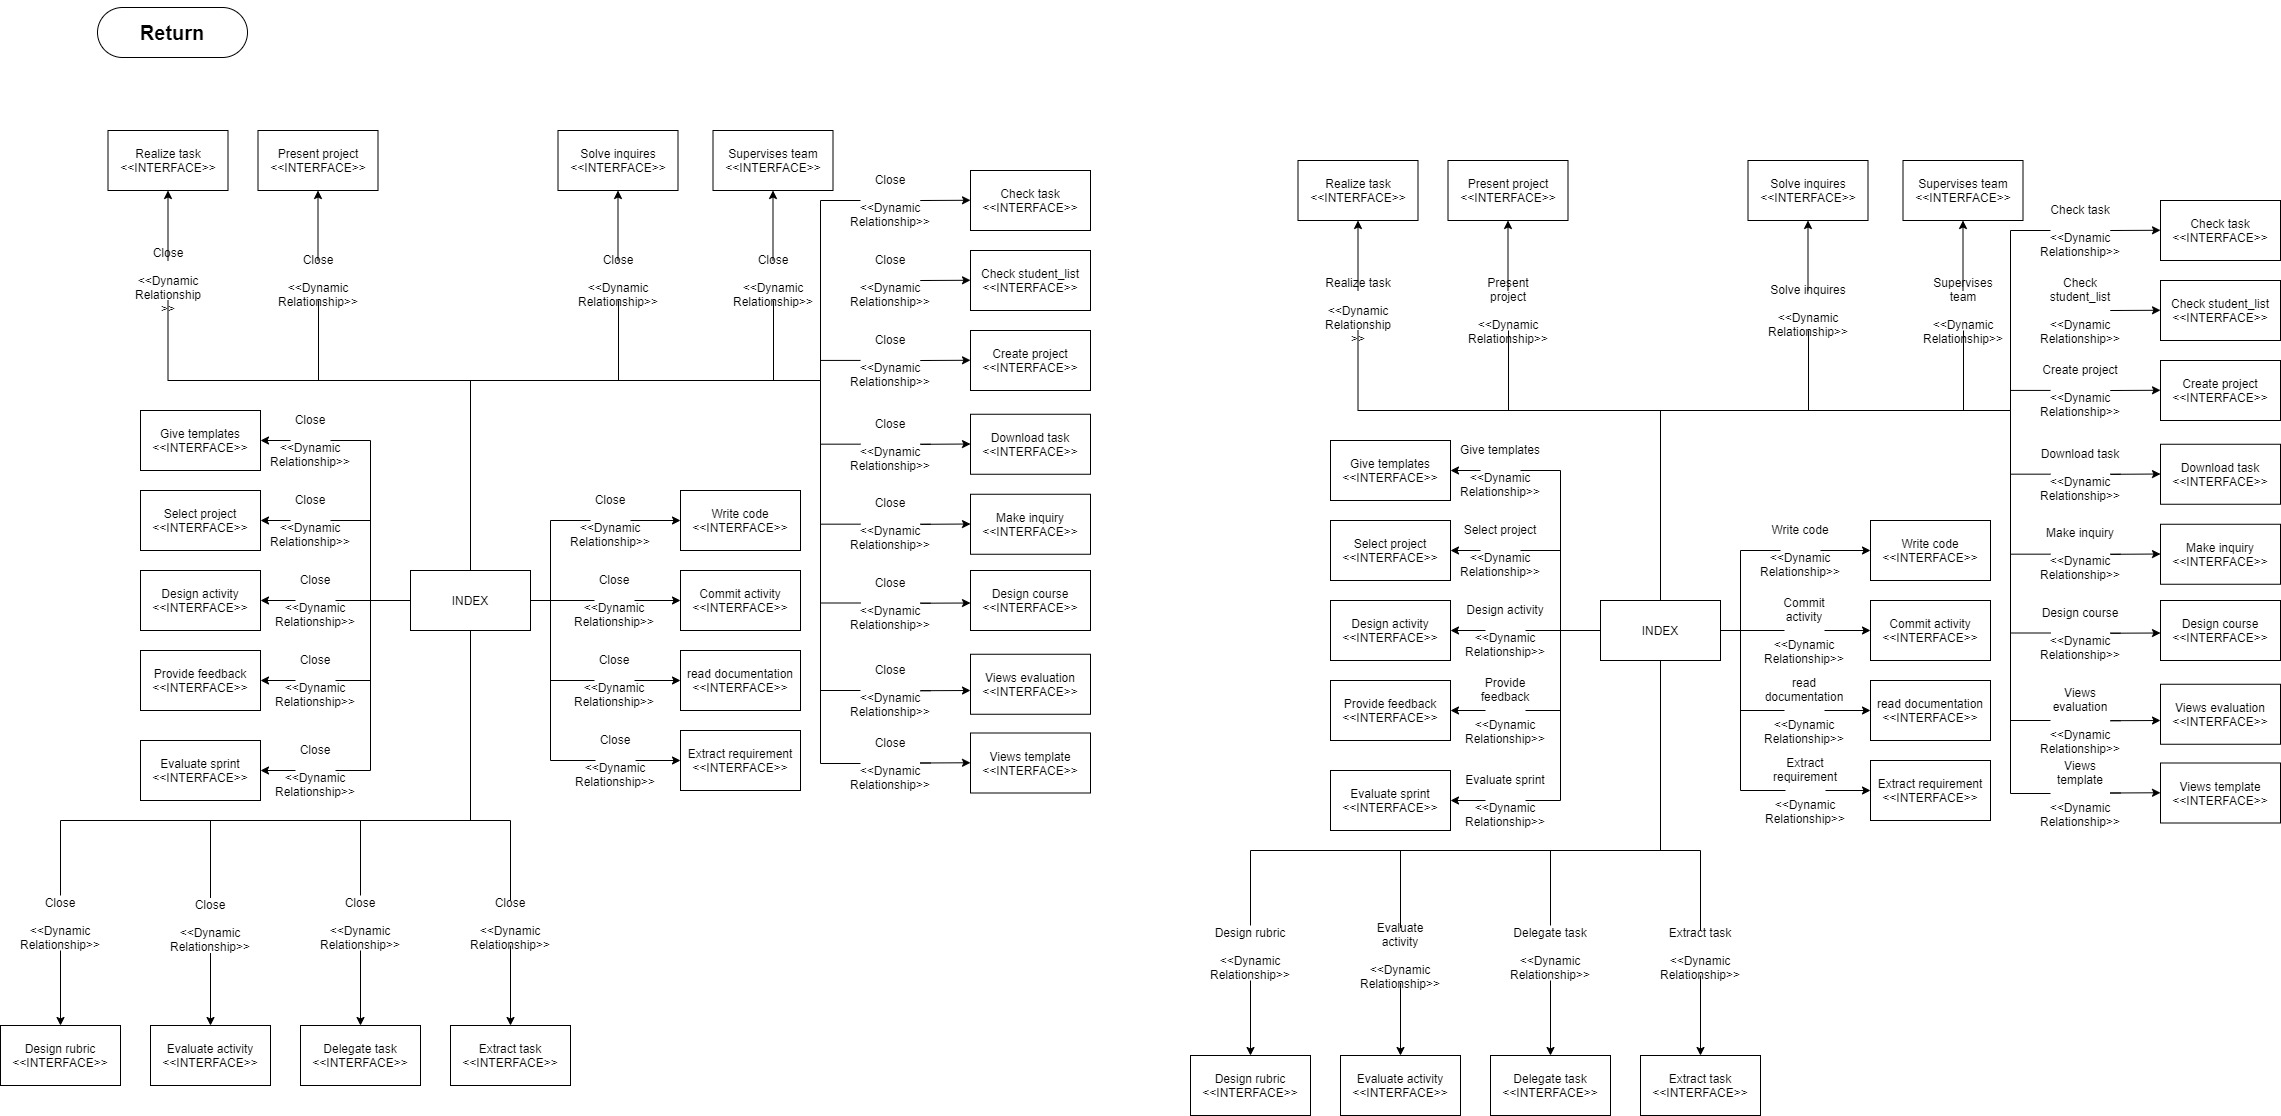 Return
Realize task
<<INTERFACE>>
Present project
<<INTERFACE>>
Solve inquires
<<INTERFACE>>
Supervises team
<<INTERFACE>>
Close
<<Dynamic
Relationship
>>
Close
<<Dynamic
Relationship>>
Close
<<Dynamic
Relationship>>
Close
<<Dynamic
Relationship>>
Close
<<Dynamic
Relationship>>
Check task
<<INTERFACE>>
Close
<<Dynamic
Relationship>>
Check student_list
<<INTERFACE>>
Close
<<Dynamic
Relationship>>
Create project
<<INTERFACE>>
Close
<<Dynamic
Relationship>>
Download task
<<INTERFACE>>
Close
<<Dynamic
Relationship>>
Make inquiry
<<INTERFACE>>
Close
<<Dynamic
Relationship>>
Design course
<<INTERFACE>>
Close
<<Dynamic
Relationship>>
Views evaluation
<<INTERFACE>>
Close
<<Dynamic
Relationship>>
Views template
<<INTERFACE>>
Give templates
<<INTERFACE>>
Close
<<Dynamic
Relationship>>
Select project
<<INTERFACE>>
Close
<<Dynamic
Relationship>>
Design activity
<<INTERFACE>>
Close
<<Dynamic
Relationship>>
Provide feedback
<<INTERFACE>>
Close
<<Dynamic
Relationship>>
Evaluate sprint
<<INTERFACE>>
Close
<<Dynamic
Relationship>>
INDEX
Close
<<Dynamic
Relationship>>
Write code
<<INTERFACE>>
Close
<<Dynamic
Relationship>>
Commit activity
<<INTERFACE>>
Close
<<Dynamic
Relationship>>
read documentation
<<INTERFACE>>
Close
<<Dynamic
Relationship>>
Extract requirement
<<INTERFACE>>
Close
<<Dynamic
Relationship>>
Close
<<Dynamic
Relationship>>
Close
<<Dynamic
Relationship>>
Close
<<Dynamic
Relationship>>
Design rubric
<<INTERFACE>>
Evaluate activity
<<INTERFACE>>
Delegate task
<<INTERFACE>>
Extract task
<<INTERFACE>>
Realize task
<<INTERFACE>>
Present project
<<INTERFACE>>
Solve inquires
<<INTERFACE>>
Supervises team
<<INTERFACE>>
Realize task
<<Dynamic
Relationship
>>
Present
project
<<Dynamic
Relationship>>
Solve inquires
<<Dynamic
Relationship>>
Supervises
team
<<Dynamic
Relationship>>
Check task
<<Dynamic
Relationship>>
Check task
<<INTERFACE>>
Check
student_list
<<Dynamic
Relationship>>
Check student_list
<<INTERFACE>>
Create project
<<Dynamic
Relationship>>
Create project
<<INTERFACE>>
Download task
<<Dynamic
Relationship>>
Download task
<<INTERFACE>>
Make inquiry
<<Dynamic
Relationship>>
Make inquiry
<<INTERFACE>>
Design course
<<Dynamic
Relationship>>
Design course
<<INTERFACE>>
Views
evaluation
<<Dynamic
Relationship>>
Views evaluation
<<INTERFACE>>
Views
template
<<Dynamic
Relationship>>
Views template
<<INTERFACE>>
Give templates
<<INTERFACE>>
Give templates
<<Dynamic
Relationship>>
Select project
<<INTERFACE>>
Select project
<<Dynamic
Relationship>>
Design activity
<<INTERFACE>>
Design activity
<<Dynamic
Relationship>>
Provide feedback
<<INTERFACE>>
Provide
feedback
<<Dynamic
Relationship>>
Evaluate sprint
<<INTERFACE>>
Evaluate sprint
<<Dynamic
Relationship>>
INDEX
Write code
<<Dynamic
Relationship>>
Write code
<<INTERFACE>>
Commit
activity
<<Dynamic
Relationship>>
Commit activity
<<INTERFACE>>
read
documentation
<<Dynamic
Relationship>>
read documentation
<<INTERFACE>>
Extract
requirement
<<Dynamic
Relationship>>
Extract requirement
<<INTERFACE>>
Design rubric
<<Dynamic
Relationship>>
Evaluate
activity
<<Dynamic
Relationship>>
Delegate task
<<Dynamic
Relationship>>
Extract task
<<Dynamic
Relationship>>
Design rubric
<<INTERFACE>>
Evaluate activity
<<INTERFACE>>
Delegate task
<<INTERFACE>>
Extract task
<<INTERFACE>>